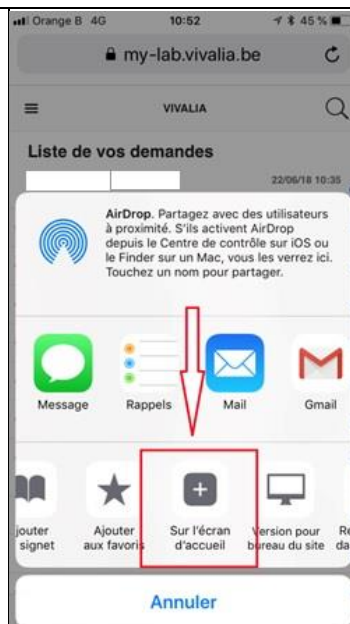 Orange B 4G 10:52 45 %
my-lab.vivalia.be
VIVALIA
Liste de vos demandes
22/06/18 10:35
AirDrop. Partagez avec des utilisateurs
à proximité. S'ils activent AirDrop
depuis le Centre de contrôle sur iOS ou
le Finder sur un Mac, vous les verrez ici.
Touchez un nom pour partager.
Message Rappels Mail Gmail
jouter
signet
Ajouter
aux favoris
Sur l'écran
d'accueil
Version pour
bureau du site
Re
da
Annuler